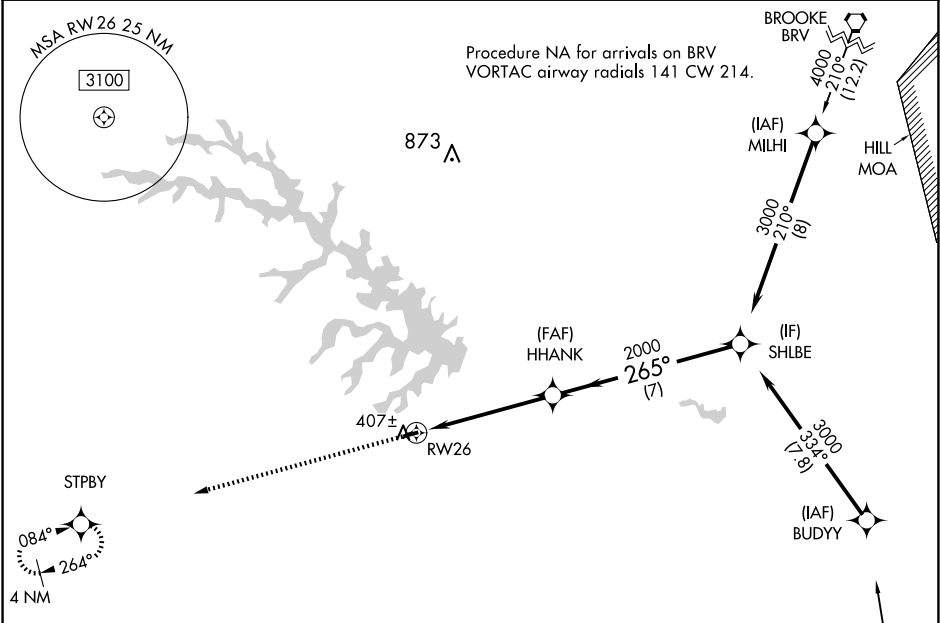 MSA RW26 25 NM
3100
Procedure NA for arrivals on BRV
VORTAC airway radials 141 CW 214.
BROOKE
BRV
4000
210°
(12.2)
873
(IAF)
MILHI
HILL
MOA
3000
210°
(8)
(FAF)
HHANK
2000
265°
(7)
(IF)
SHLBE
407±
RW26
3000
334°
(7.8)
STPBY
084°
264°
4 NM
(IAF)
BUDYY